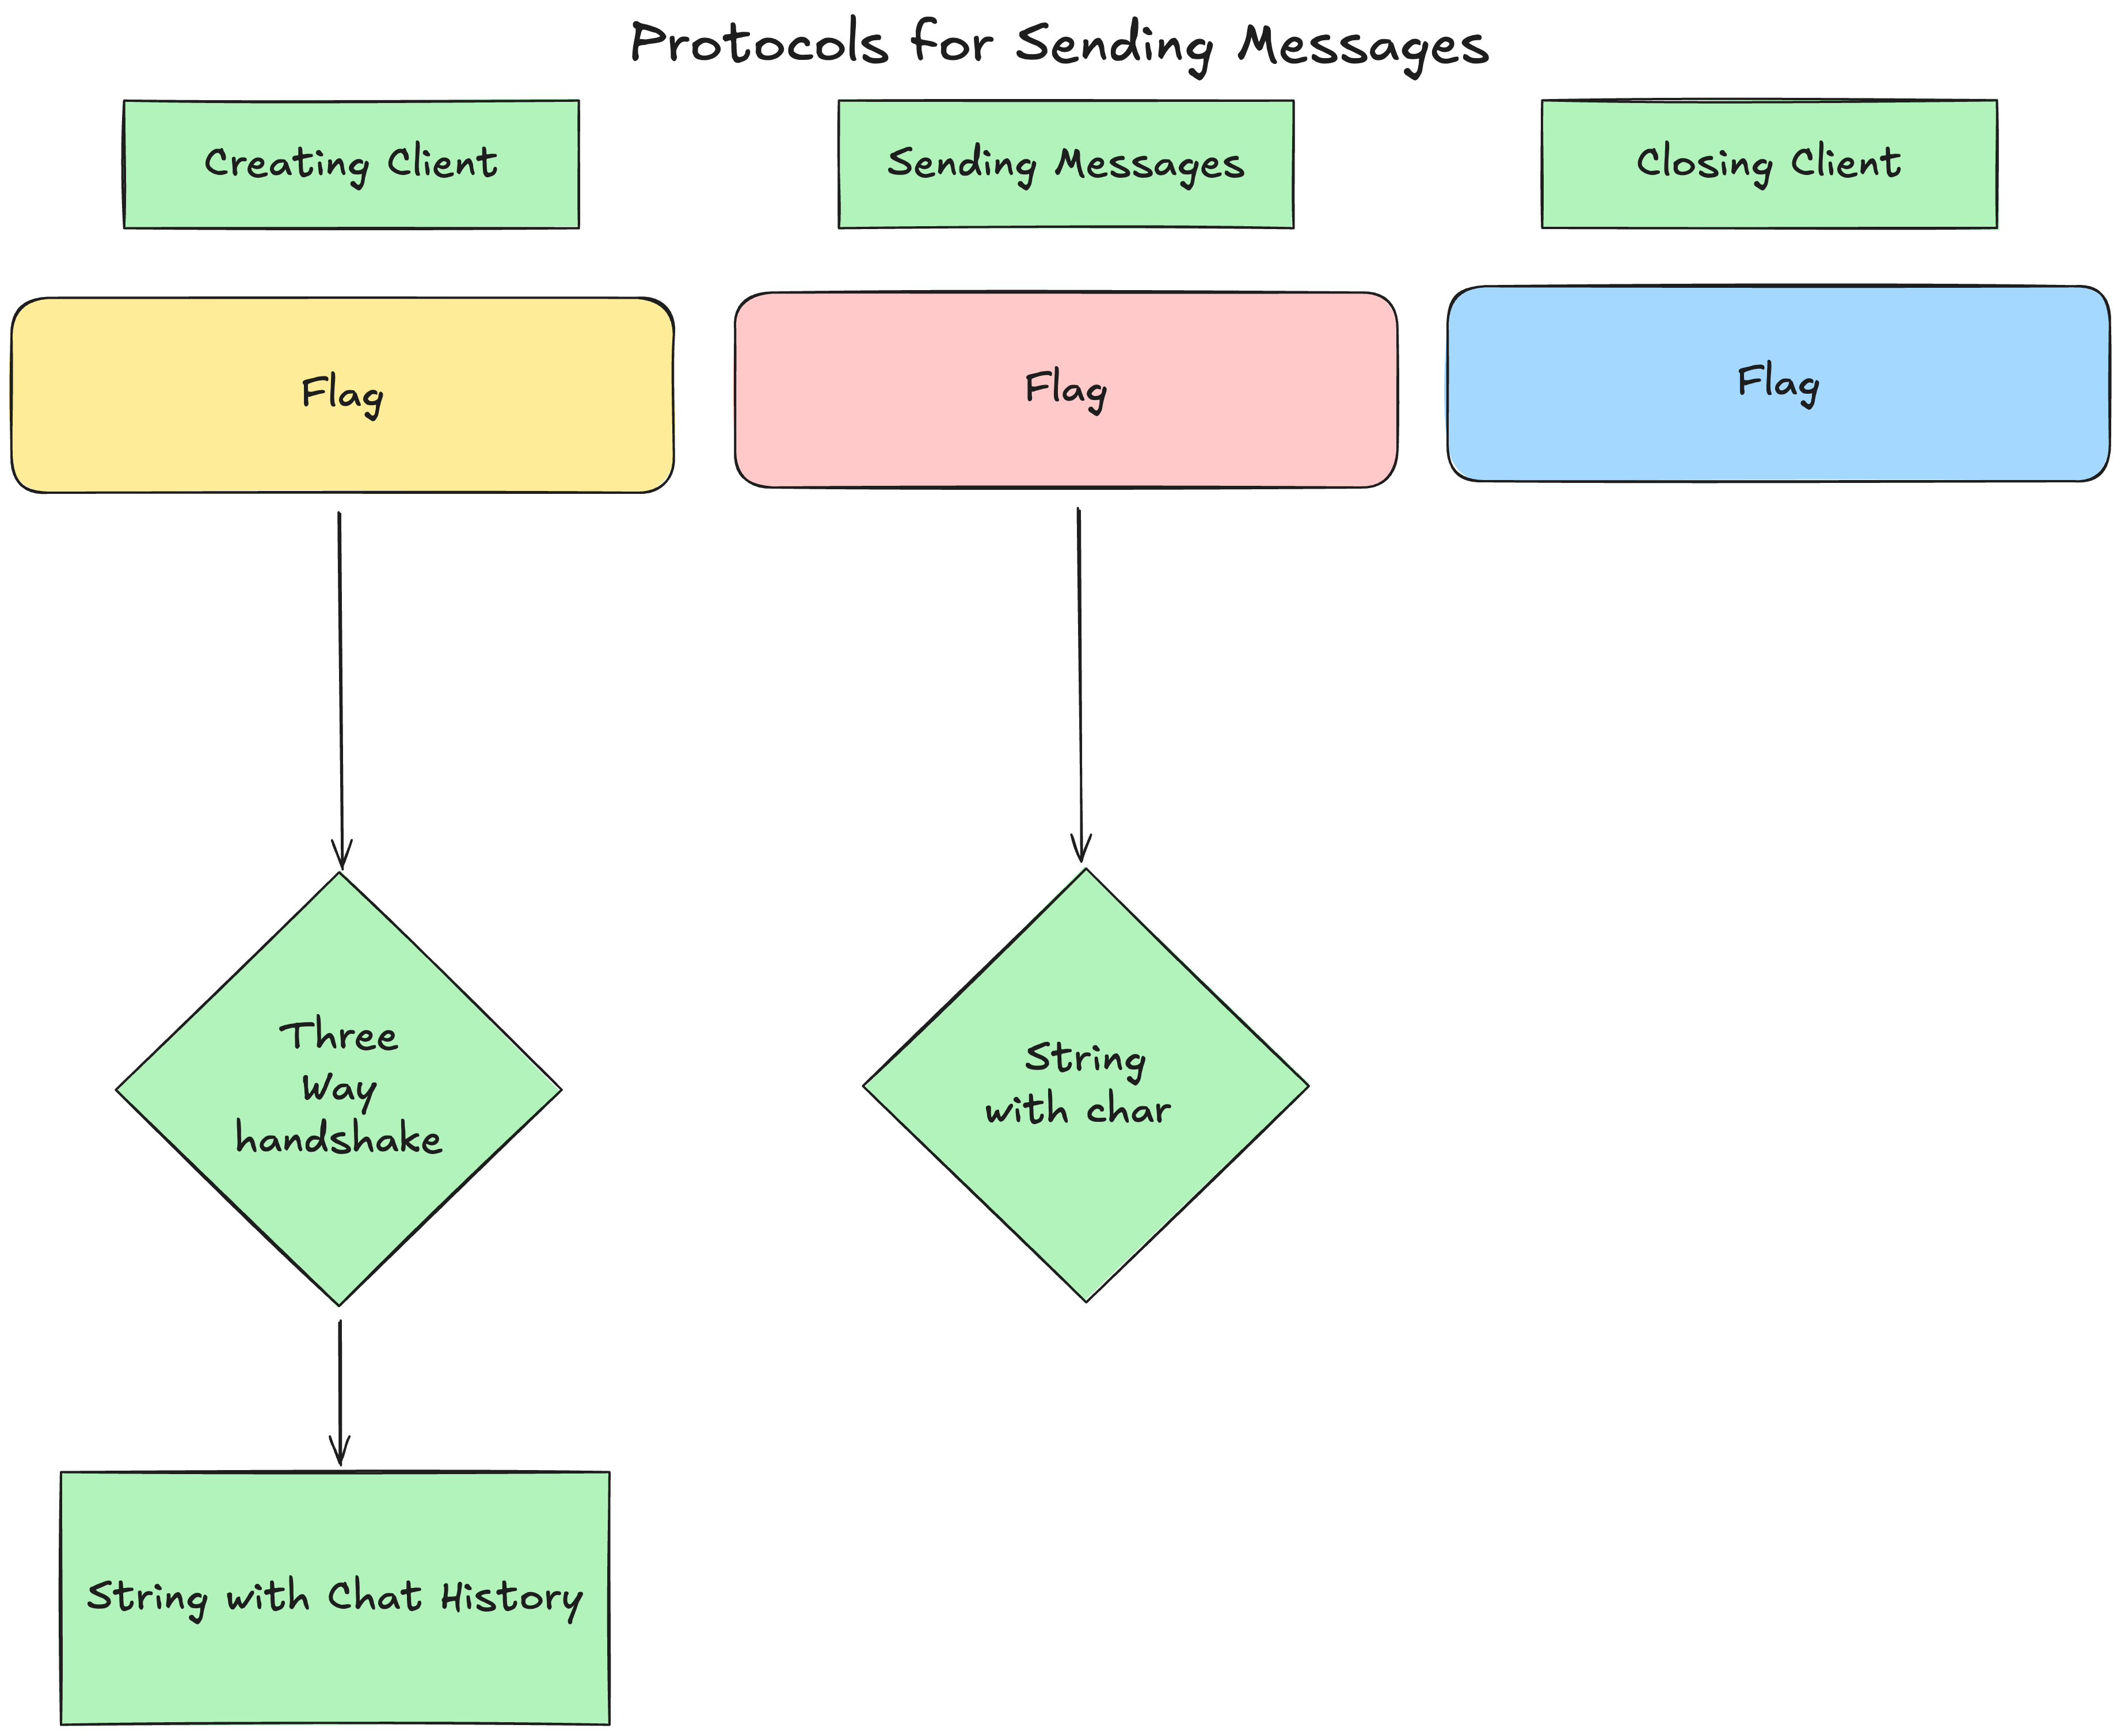 Protocols for Sending Messages
Creating Client
Sending Messages
Closing Client
Flag
Flag
Flag
Three
Way
handshake
String
with char
String with Chat History